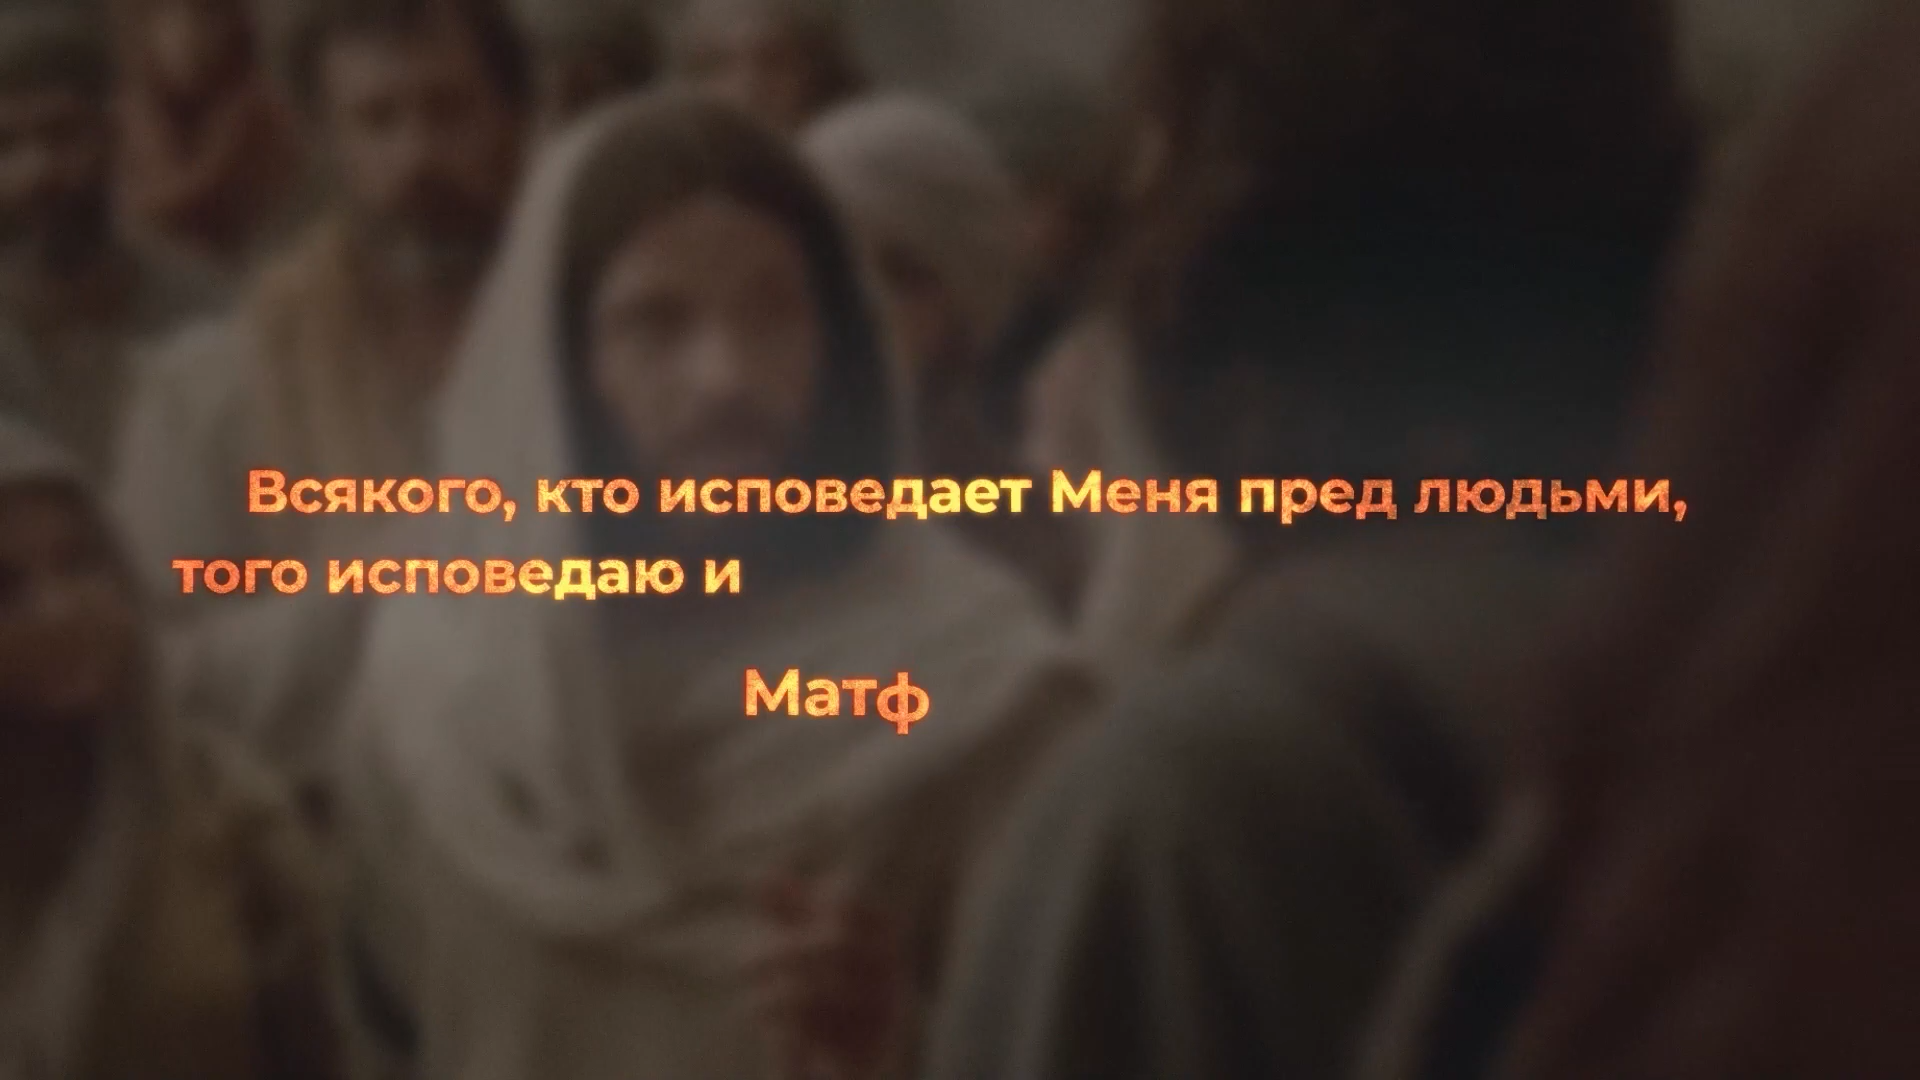 Всякого, кто исповедает Меня пред людьми,
того исповедаю и
Матф